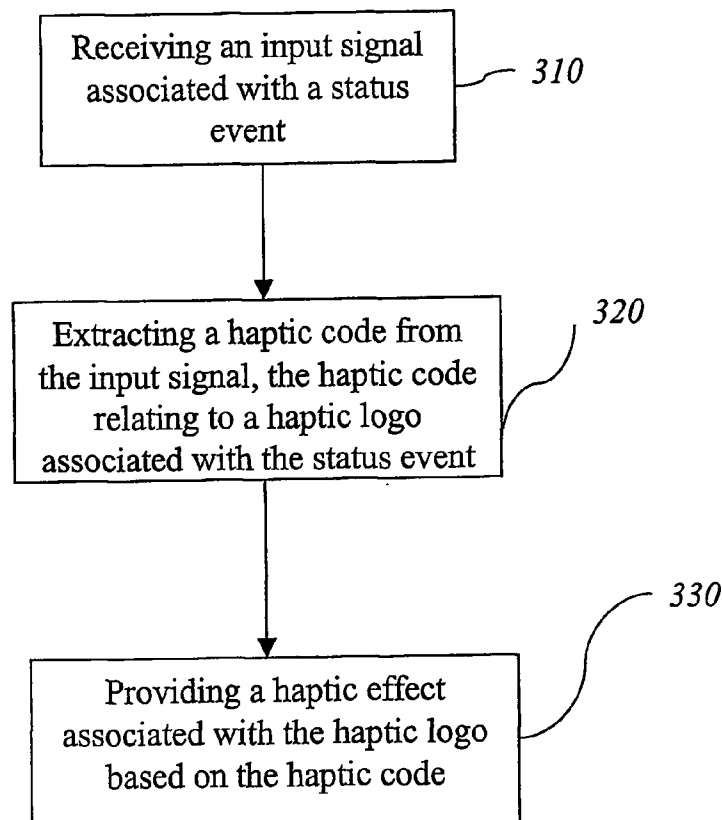 Receiving an input signal
associated with a status
event
310
Extracting a haptic code from
the input signal, the haptic code
relating to a haptic logo
associated with the status event
320
Providing a haptic effect
associated with the haptic logo
based on the haptic code
330